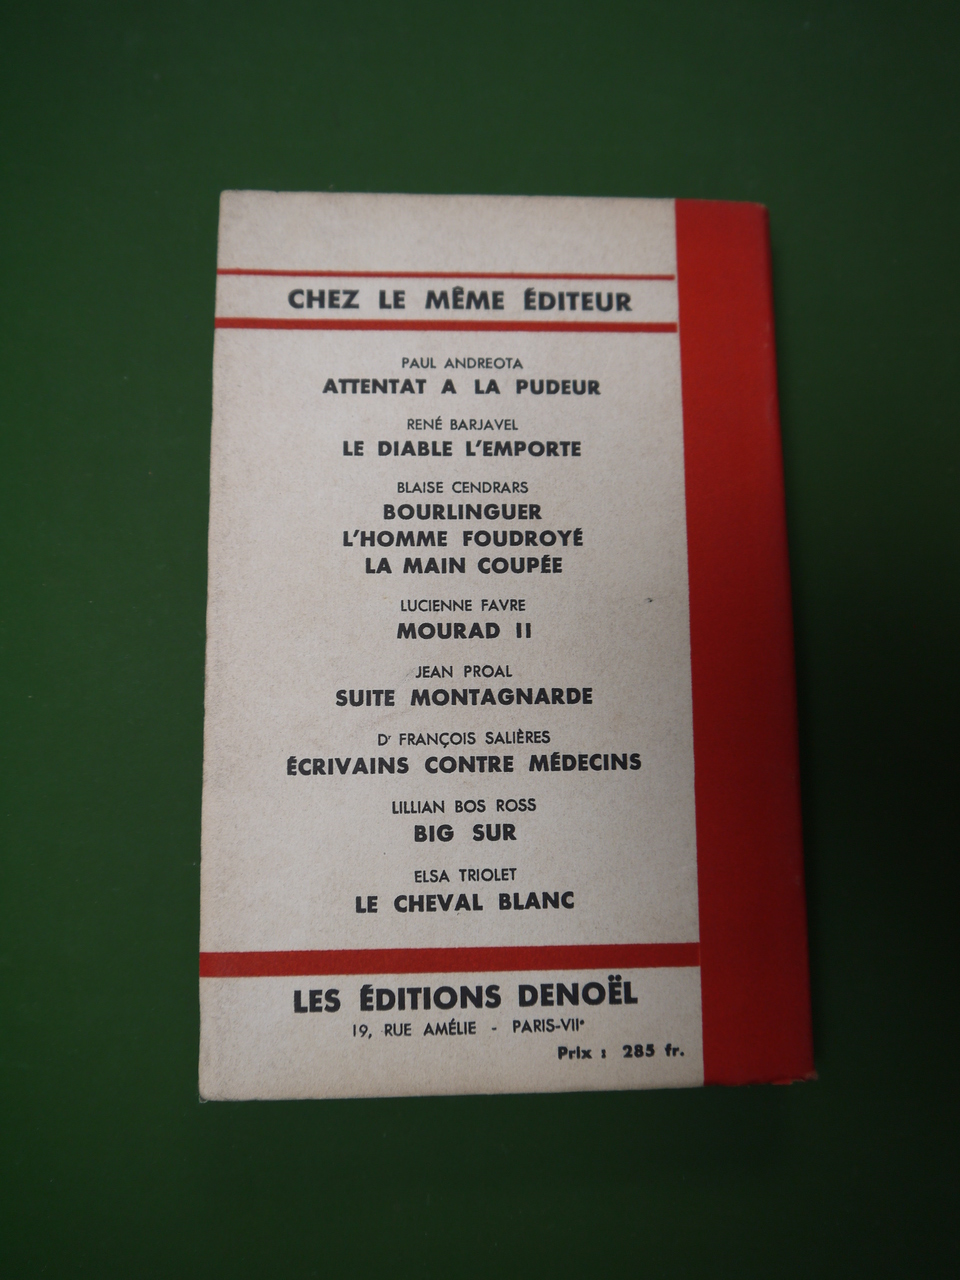 CHEZ LE MÊME ÉDITEUR
PAUL ANDREOTA
ATTENTAT A LA PUDEUR
RENÉ BARJAVEL
LE DIABLE L'EMPORTE
BLAISE CENDRARS
BOURLINGUER
L'HOMME FOUDROYÉ
LA MAIN COUPÉE
LUCIENNE FAVRE
MOURAD II
JEAN PROAL
SUITE MONTAGNARDE
Dr FRANÇOIS SALIÈRES
ÉCRIVAINS CONTRE MÉDECINS
LILLIAN BOS ROSS
BIG SUR
ELSA TRIOLET
LE CHEVAL BLANC
LES ÉDITIONS DENOËL
19, RUE AMÉLIE - PARIS-VIIe
Prix : 285 fr.